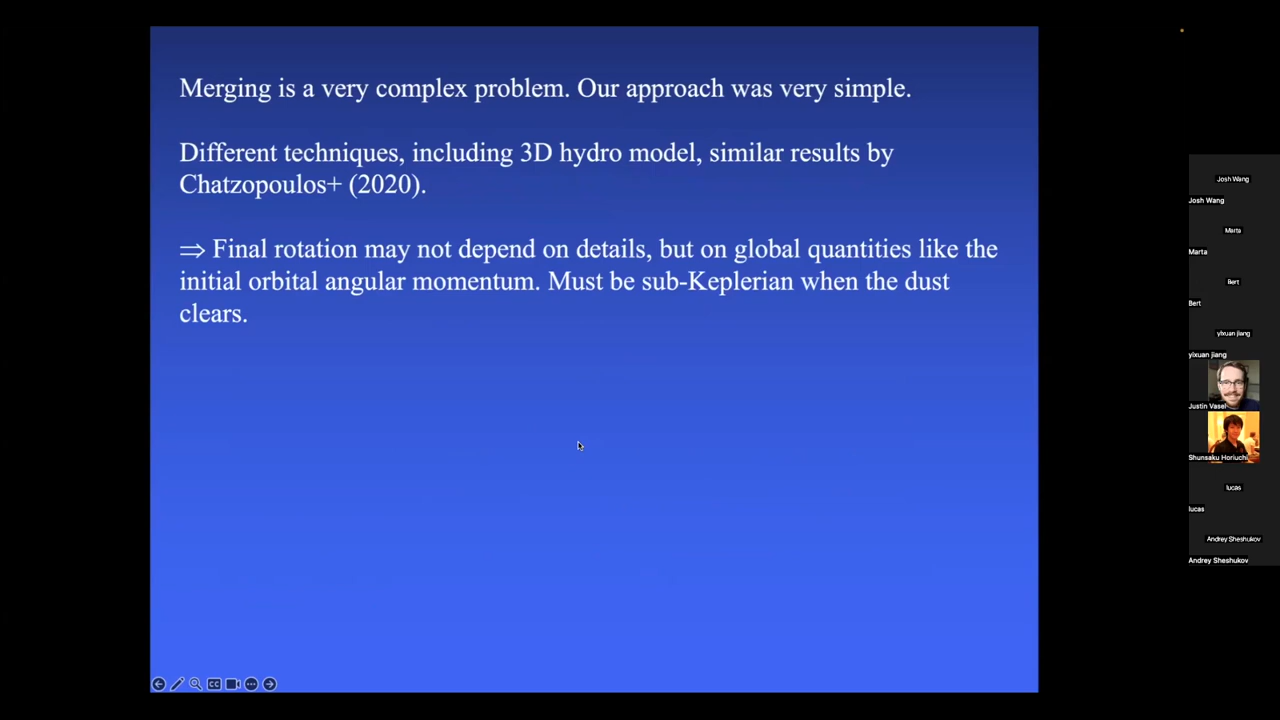 Merging is a very complex problem. Our approach was very simple.
Different techniques, including 3D hydro model, similar results by
Chatzopoulos+ (2020).
⇒ Final rotation may not depend on details, but on global quantities like the
initial orbital angular momentum. Must be sub-Keplerian when the dust
clears.
CC
Josh Wang
Josh Wang
Marta
Marta
Bert
Bert
yixuan jiang
yixuan jiang
Justin Vasel
Shunsaku Horiuchi
lucas
lucas
Andrey Sheshukov
Andrey Sheshukov